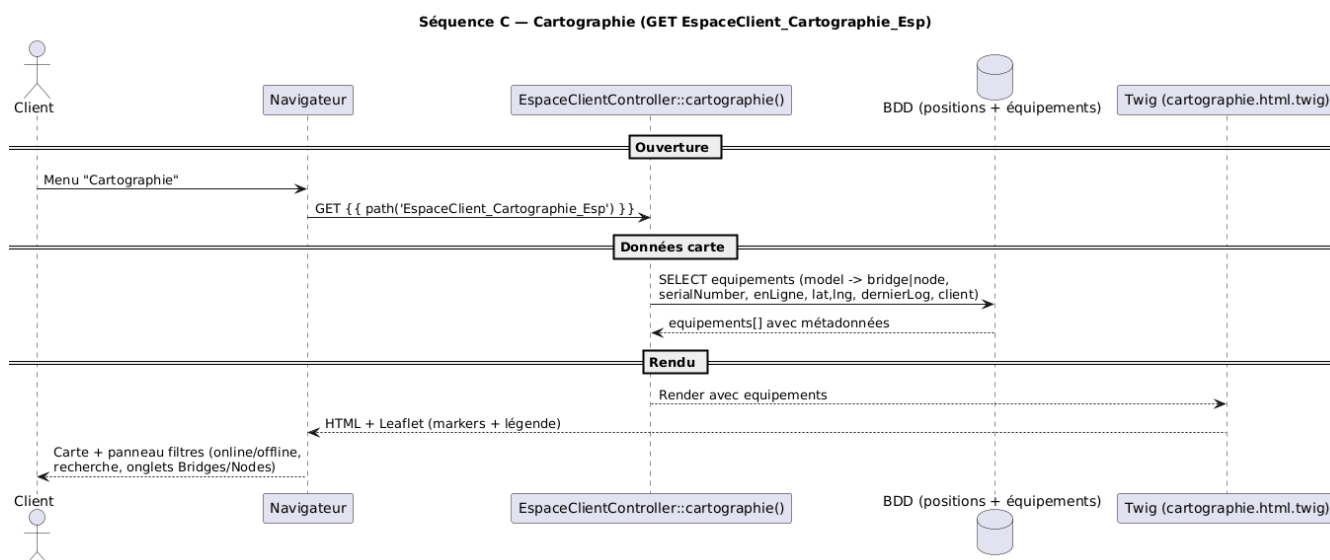 Séquence C — Cartographie (GET EspaceClient_Cartographie_Esp)
Client
Navigateur
EspaceClientController::cartographie()
BDD (positions + équipements)
Twig (cartographie.html.twig)
Ouverture
Menu "Cartographie"
GET {{ path('EspaceClient_Cartographie_Esp') }}
Données carte
SELECT equipements (model -> bridge|node,
serialNumber, enLigne, lat,lng, dernierLog, client)
equipements[] avec métadonnées
Rendu
Render avec equipements
HTML + Leaflet (markers + légende)
Carte + panneau filtres (online/offline,
recherche, onglets Bridges/Nodes)
Client
Navigateur
EspaceClientController::cartographie()
BDD (positions + équipements)
Twig (cartographie.html.twig)